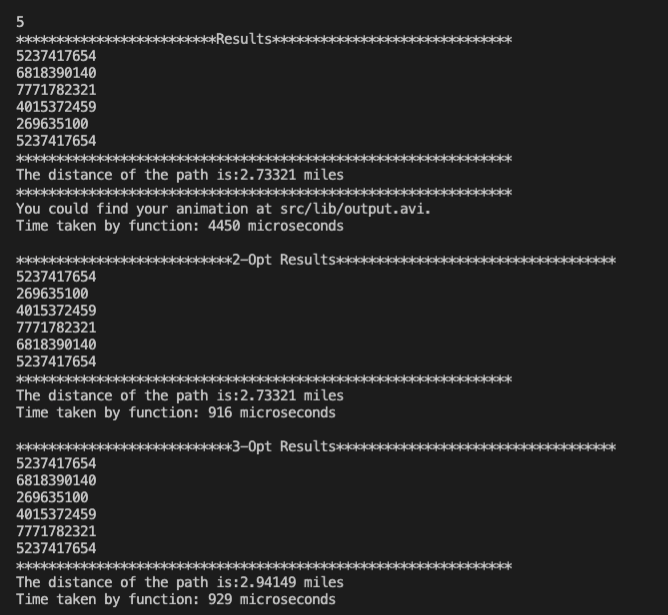 5
*************************Results******************************
5237417654
6818390140
7771782321
4015372459
269635100
5237417654
**************************************************************
The distance of the path is:2.73321 miles
**************************************************************
You could find your animation at src/lib/output.avi.
Time taken by function: 4450 microseconds
***************************2-Opt Results***********************************
5237417654
269635100
4015372459
7771782321
6818390140
5237417654
**************************************************************
The distance of the path is:2.73321 miles
Time taken by function: 916 microseconds
***************************3-Opt Results***********************************
5237417654
6818390140
269635100
4015372459
7771782321
5237417654
**************************************************************
The distance of the path is:2.94149 miles
Time taken by function: 929 microseconds